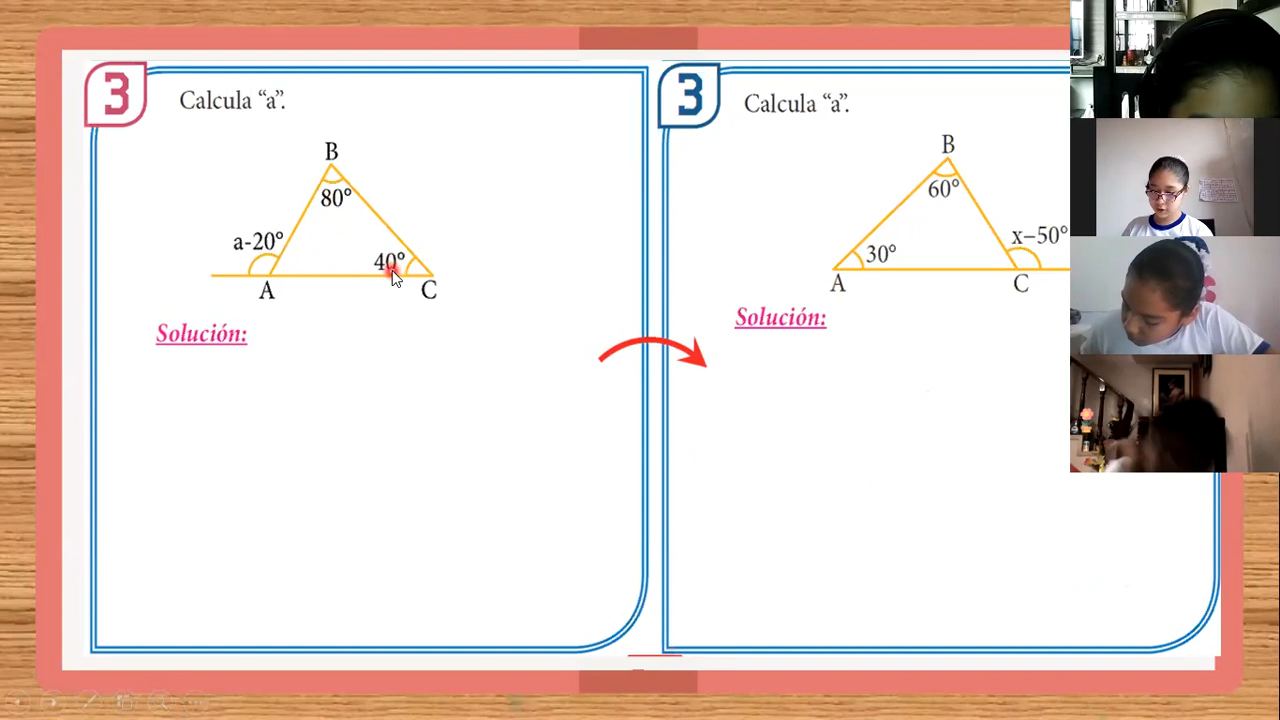 3
Calcula “a”.
B
80°
a-20°
40°
A
C
Solución:
3
Calcula “a”.
B
60°
x–50°
30°
A
C
Solución: